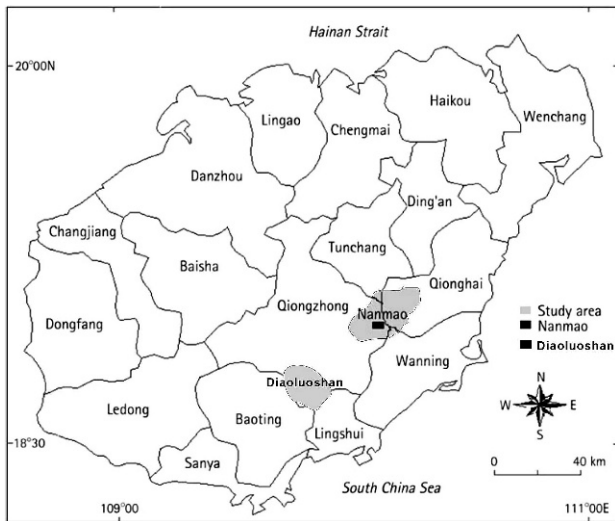 Hainan Strait
20°00N
Haikou
Lingao
Wenchang
Chengmai
Danzhou
Ding'an
Changjiang
Tunchang
Baisha
Qionghai
Qiongzhong
Nanmao
Dongfang
Study area
Nanmao
Diaoluoshan
Wanning
Diaoluoshan
N
W
E
S
Ledong
Baoting
Lingshui
18°30
Sanya
0
40 km
South China Sea
109°00
111°00E